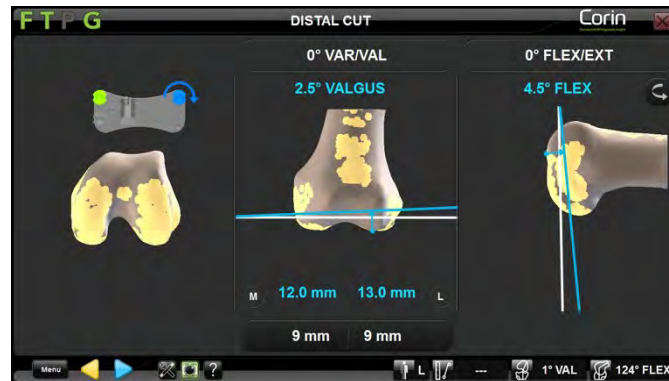 F T P G
DISTAL CUT
Corin
0° VAR/VAL
0° FLEX/EXT
2.5° VALGUS
4.5° FLEX
M 12.0 mm 13.0 mm L
9 mm 9 mm
Menu ? L --- 1° VAL 124° FLEX